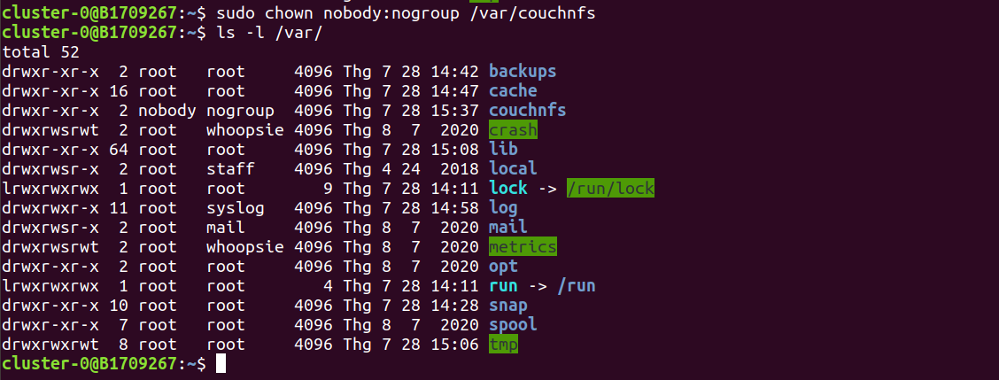 cluster-0@B1709267:~$ sudo chown nobody:nogroup /var/couchnfs
cluster-0@B1709267:~$ ls -l /var/
total 52
drwxr-xr-x  2 root   root     4096 Thg 7 28 14:42 backups
drwxr-xr-x 16 root   root     4096 Thg 7 28 14:47 cache
drwxr-xr-x  2 nobody nogroup  4096 Thg 7 28 15:37 couchnfs
drwxrwsrwt  2 root   whoopsie 4096 Thg 8  7  2020 crash
drwxr-xr-x 64 root   root     4096 Thg 7 28 15:08 lib
drwxrwsr-x  2 root   staff    4096 Thg 4 24  2018 local
lrwxrwxrwx  1 root   root        9 Thg 7 28 14:11 lock -> /run/lock
drwxrwxr-x 11 root   syslog   4096 Thg 7 28 14:58 log
drwxrwsr-x  2 root   mail     4096 Thg 8  7  2020 mail
drwxrwsrwt  2 root   whoopsie 4096 Thg 8  7  2020 metrics
drwxr-xr-x  2 root   root     4096 Thg 8  7  2020 opt
lrwxrwxrwx  1 root   root        4 Thg 7 28 14:11 run -> /run
drwxr-xr-x 10 root   root     4096 Thg 7 28 14:28 snap
drwxr-xr-x  7 root   root     4096 Thg 8  7  2020 spool
drwxrwxrwt  8 root   root     4096 Thg 7 28 15:06 tmp
cluster-0@B1709267:~$